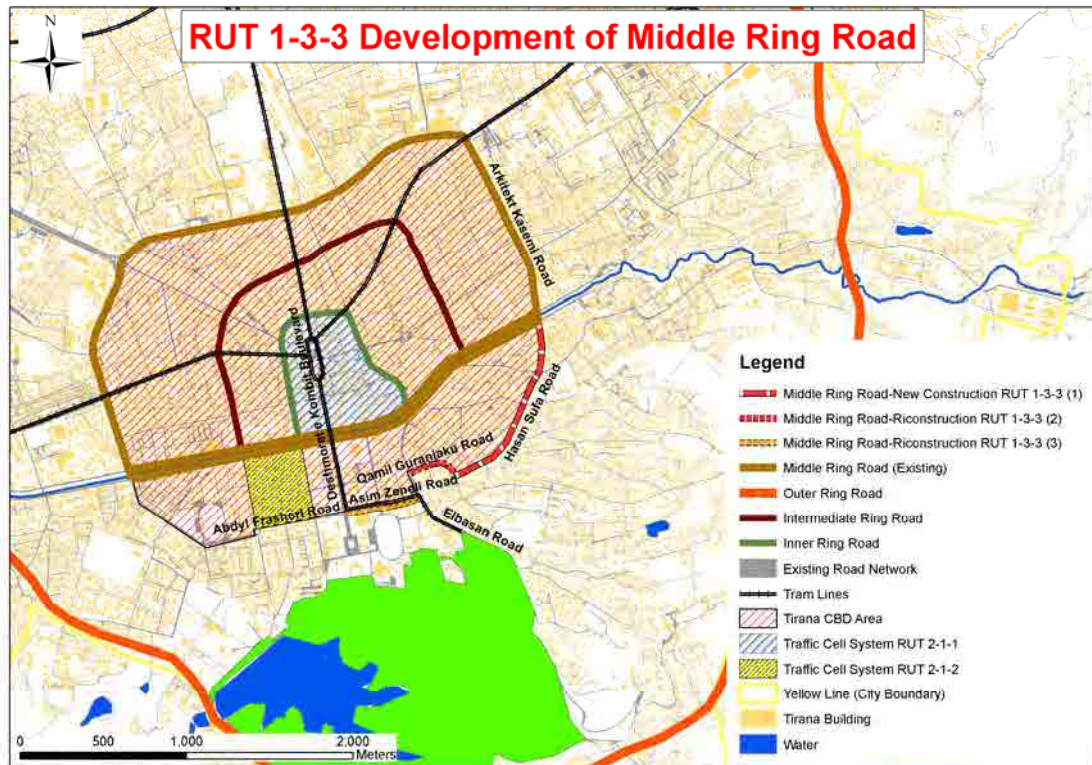 N
RUT 1-3-3 Development of Middle Ring Road
Arkitekt Kasemi Road
Deshmoret e Kombit Boulevard
Hasan Sufa Road
Qamil Guranjaku Road
Asim Zeneli Road
Abdyl Frasheri Road
Elbasan Road
Legend
Middle Ring Road-New Construction RUT 1-3-3 (1)
Middle Ring Road-Riconstruction RUT 1-3-3 (2)
Middle Ring Road-Riconstruction RUT 1-3-3 (3)
Middle Ring Road (Existing)
Outer Ring Road
Intermediate Ring Road
Inner Ring Road
Existing Road Network
Tram Lines
Tirana CBD Area
Traffic Cell System RUT 2-1-1
Traffic Cell System RUT 2-1-2
Yellow Line (City Boundary)
Tirana Building
Water
0 500 1,000 2,000
Meters